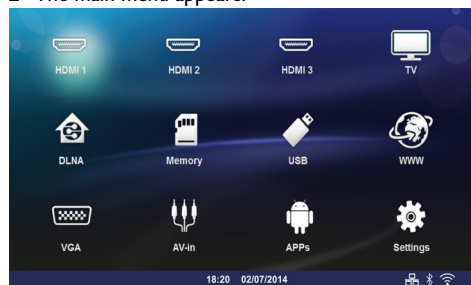 2 The main menu appears.
HDMI 1 HDMI 2 HDMI 3 TV
DLNA Memory USB WWW
VGA AV-in APPs Settings
18:20 02/07/2014